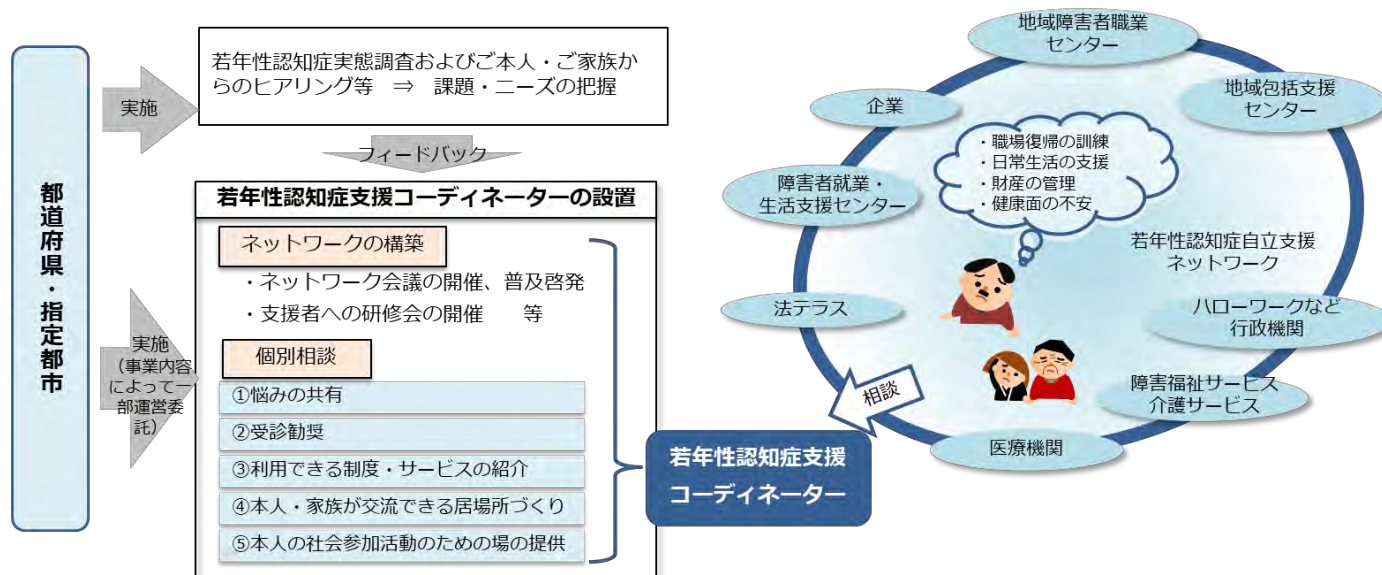 都道府県・指定都市
実施
若年性認知症実態調査およびご本人・ご家族か
らのヒアリング等 ⇒ 課題・ニーズの把握
フィードバック
実施
(事業内容
によって一
部運営委
託)
若年性認知症支援コーディネーターの設置
ネットワークの構築
・ネットワーク会議の開催、普及啓発
・支援者への研修会の開催 等
個別相談
①悩みの共有
②受診勧奨
③利用できる制度・サービスの紹介
④本人・家族が交流できる居場所づくり
⑤本人の社会参加活動のための場の提供
若年性認知症支援
コーディネーター
相談
地域障害者職業
センター
地域包括支援
センター
企業
・職場復帰の訓練
・日常生活の支援
・財産の管理
・健康面の不安
障害者就業・
生活支援センター
若年性認知症自立支援
ネットワーク
法テラス
ハローワークなど
行政機関
障害福祉サービス
介護サービス
医療機関